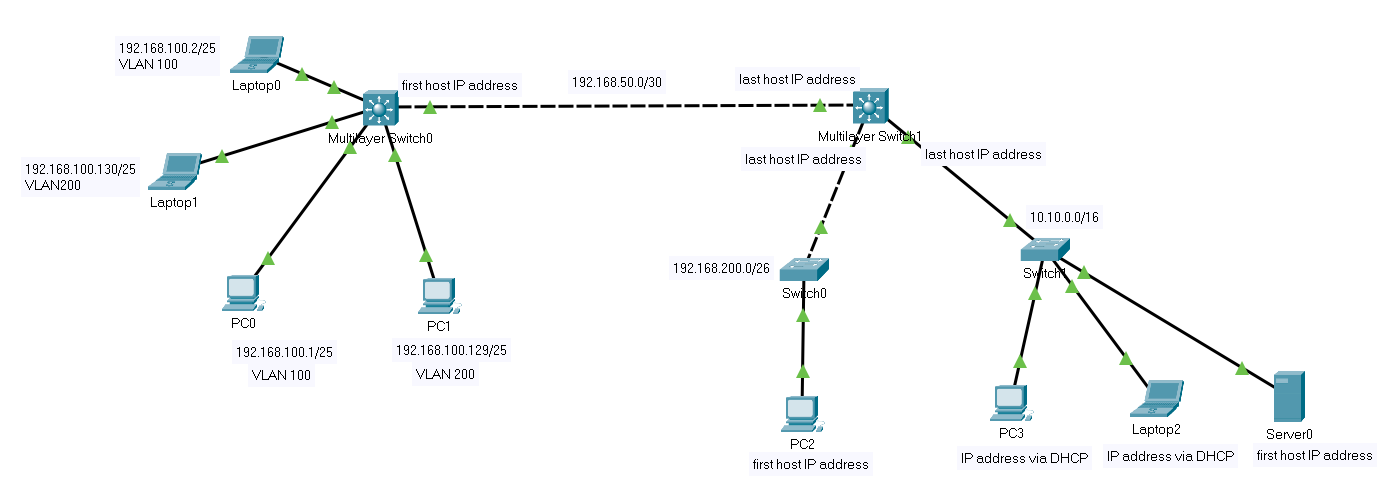 192.168.100.2/25
VLAN 100
Laptop0
first host IP address
192.168.50.0/30
last host IP address
Multilayer Switch0
Multilayer Switch1
last host IP address
last host IP address
192.168.100.130/25
VLAN200
Laptop1
10.10.0.0/16
192.168.200.0/26
Switch0
Switch1
PC0
PC1
192.168.100.1/25
VLAN 100
192.168.100.129/25
VLAN 200
PC2
first host IP address
PC3
IP address via DHCP
Laptop2
IP address via DHCP
Server0
first host IP address